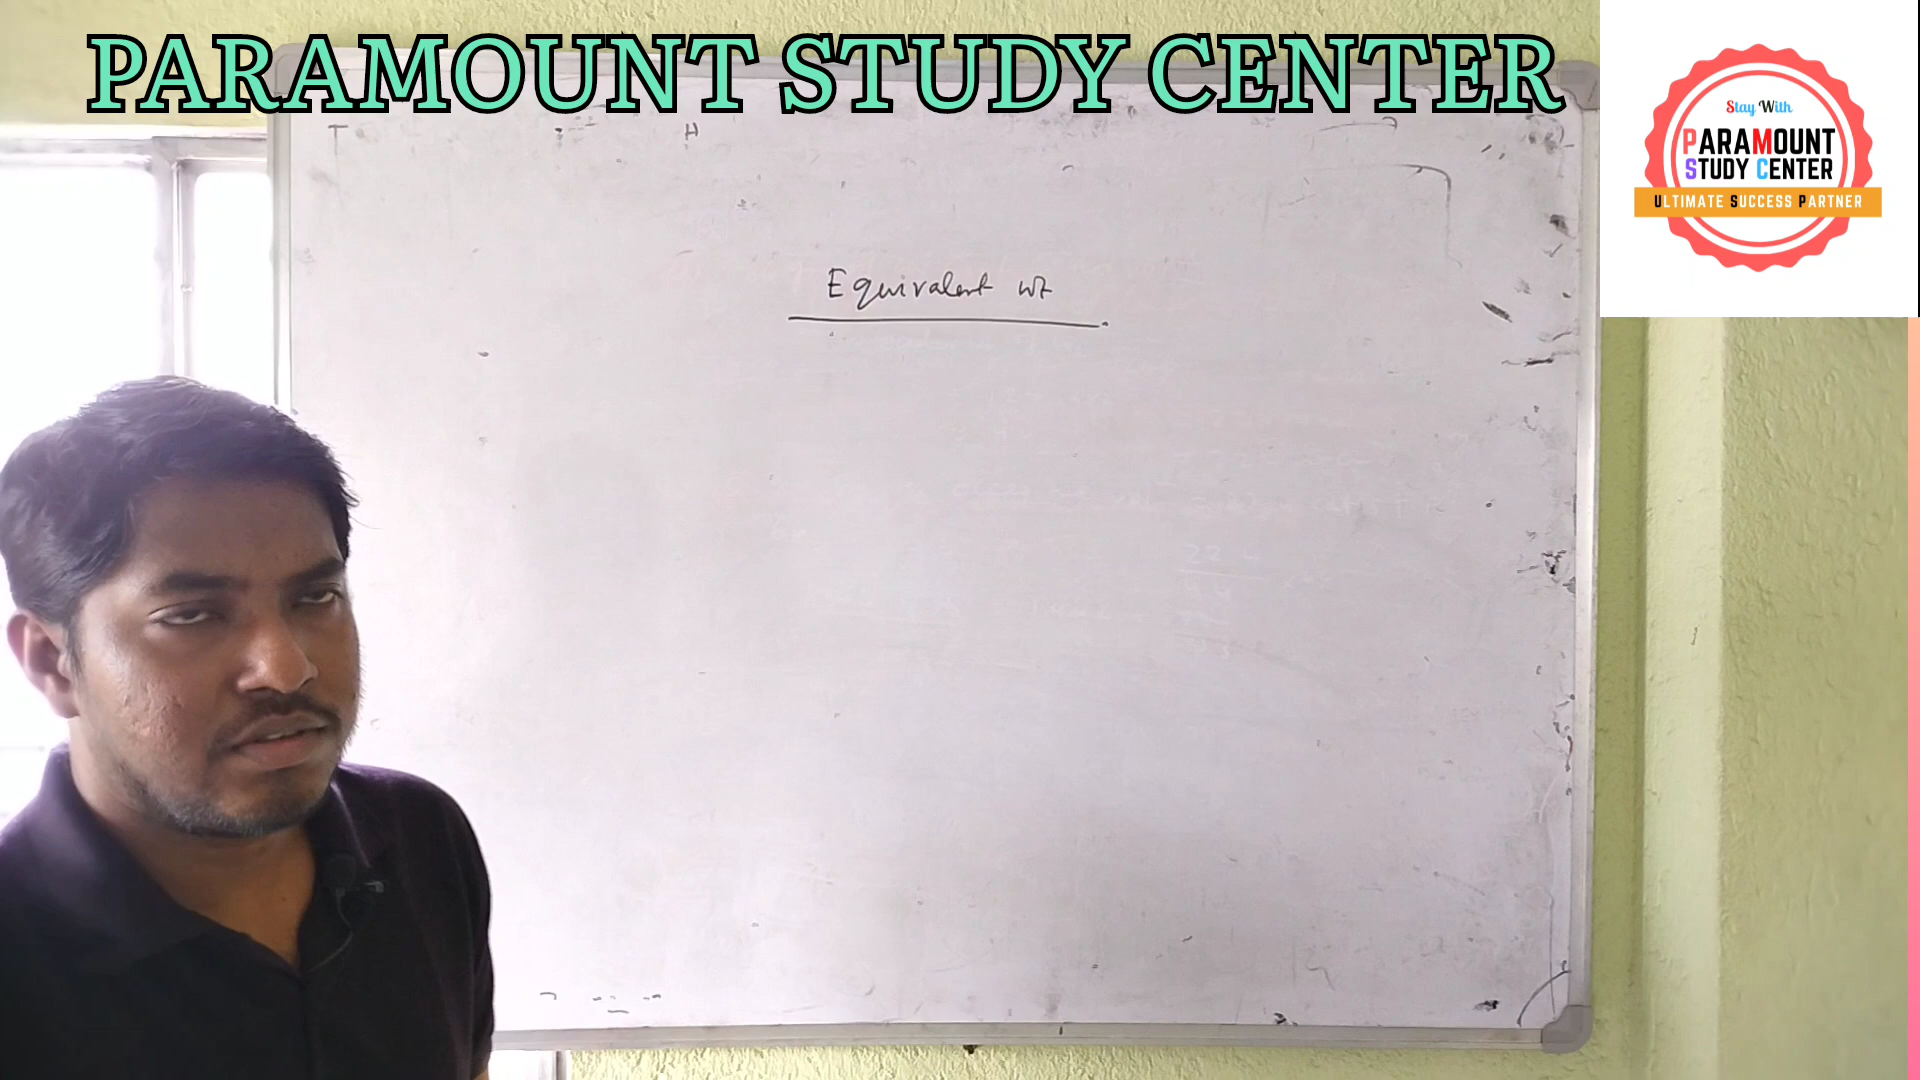 PARAMOUNT STUDY CENTER
Stay With
PARAMOUNT
STUDY CENTER
ULTIMATE SUCCESS PARTNER
T H
Equivalent wt